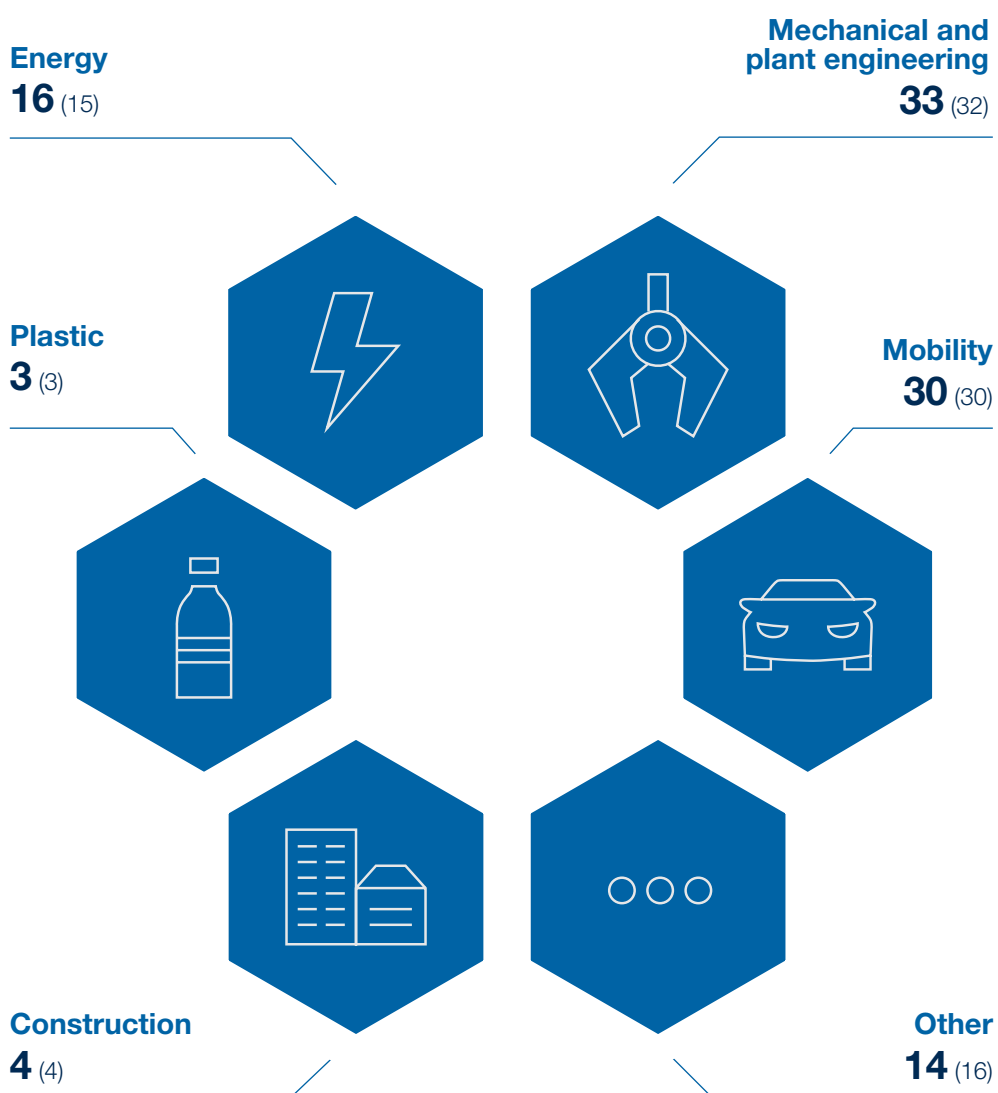 Energy
16 (15)
Mechanical and
plant engineering
33 (32)
Plastic
3 (3)
Mobility
30 (30)
Construction
4 (4)
Other
14 (16)